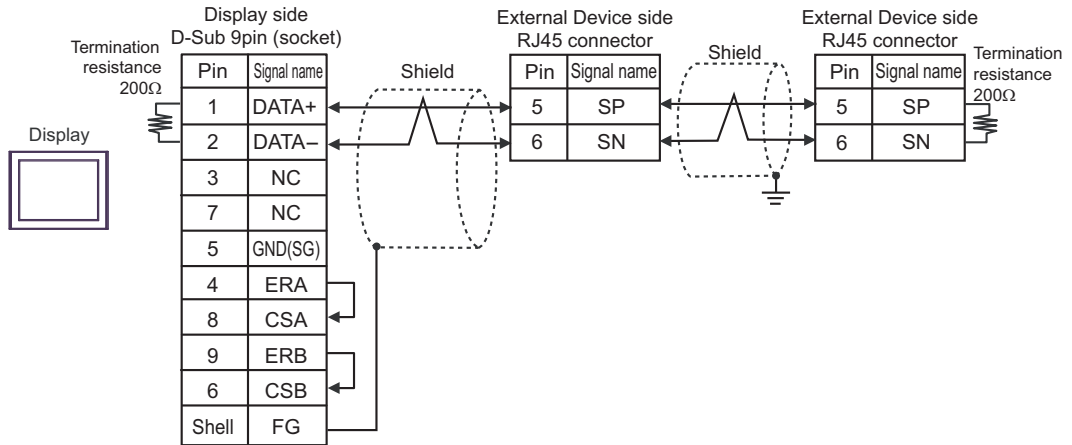 Display side
D-Sub 9pin (socket)
External Device side
RJ45 connector
External Device side
RJ45 connector
Termination
resistance
200Ω
Shield
Shield
Termination
resistance
200Ω
Display
Pin Signal name
1 DATA+
2 DATA–
3 NC
7 NC
5 GND(SG)
4 ERA
8 CSA
9 ERB
6 CSB
Shell FG
Pin Signal name
5 SP
6 SN
Pin Signal name
5 SP
6 SN